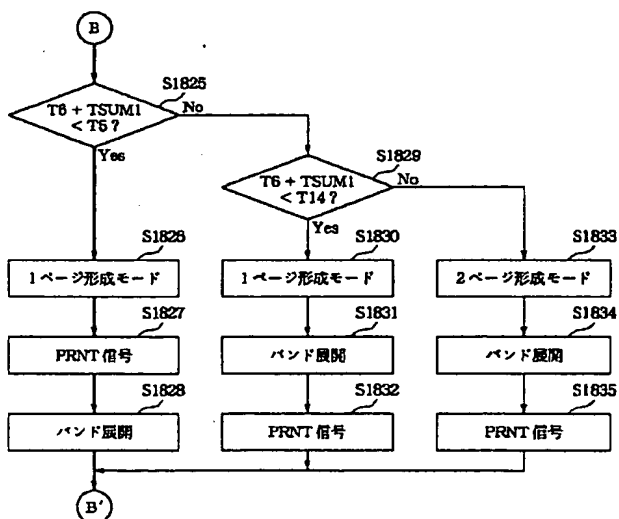 B
S1825
T6 + TSUM1
< T5 ?
No
Yes
S1829
T6 + TSUM1
< T14 ?
No
Yes
S1826
1ページ形成モード
S1830
1ページ形成モード
S1833
2ページ形成モード
S1827
PRNT 信号
S1831
バンド展開
S1834
バンド展開
S1828
バンド展開
S1832
PRNT 信号
S1835
PRNT 信号
B'